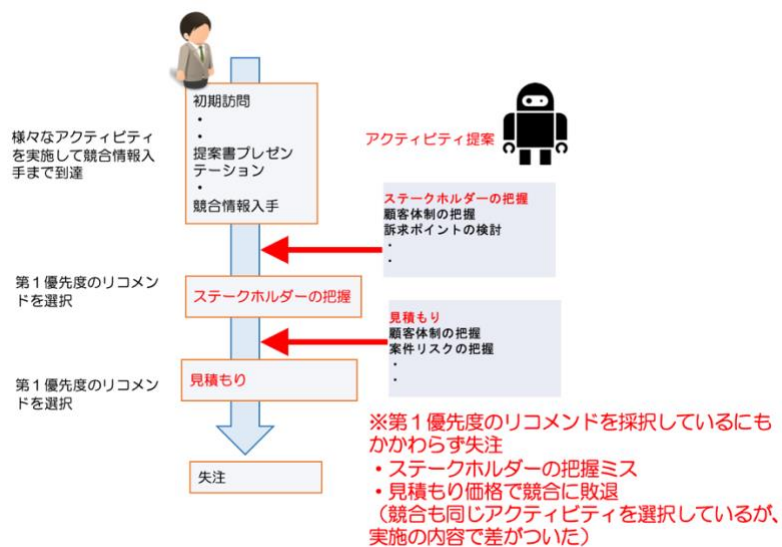 初期訪問
・
・
提案書プレゼン
テーション
・
競合情報入手
様々なアクティビティ
を実施して競合情報入
手まで到達
アクティビティ提案
ステークホルダーの把握
顧客体制の把握
訴求ポイントの検討
・
・
第１優先度のリコメン
ドを選択
ステークホルダーの把握
見積もり
顧客体制の把握
案件リスクの把握
・
・
第１優先度のリコメン
ドを選択
見積もり
失注
※第１優先度のリコメンドを採択しているにも
かかわらず失注
・ステークホルダーの把握ミス
・見積もり価格で競合に敗退
（競合も同じアクティビティを選択しているが、
実施の内容で差がついた）